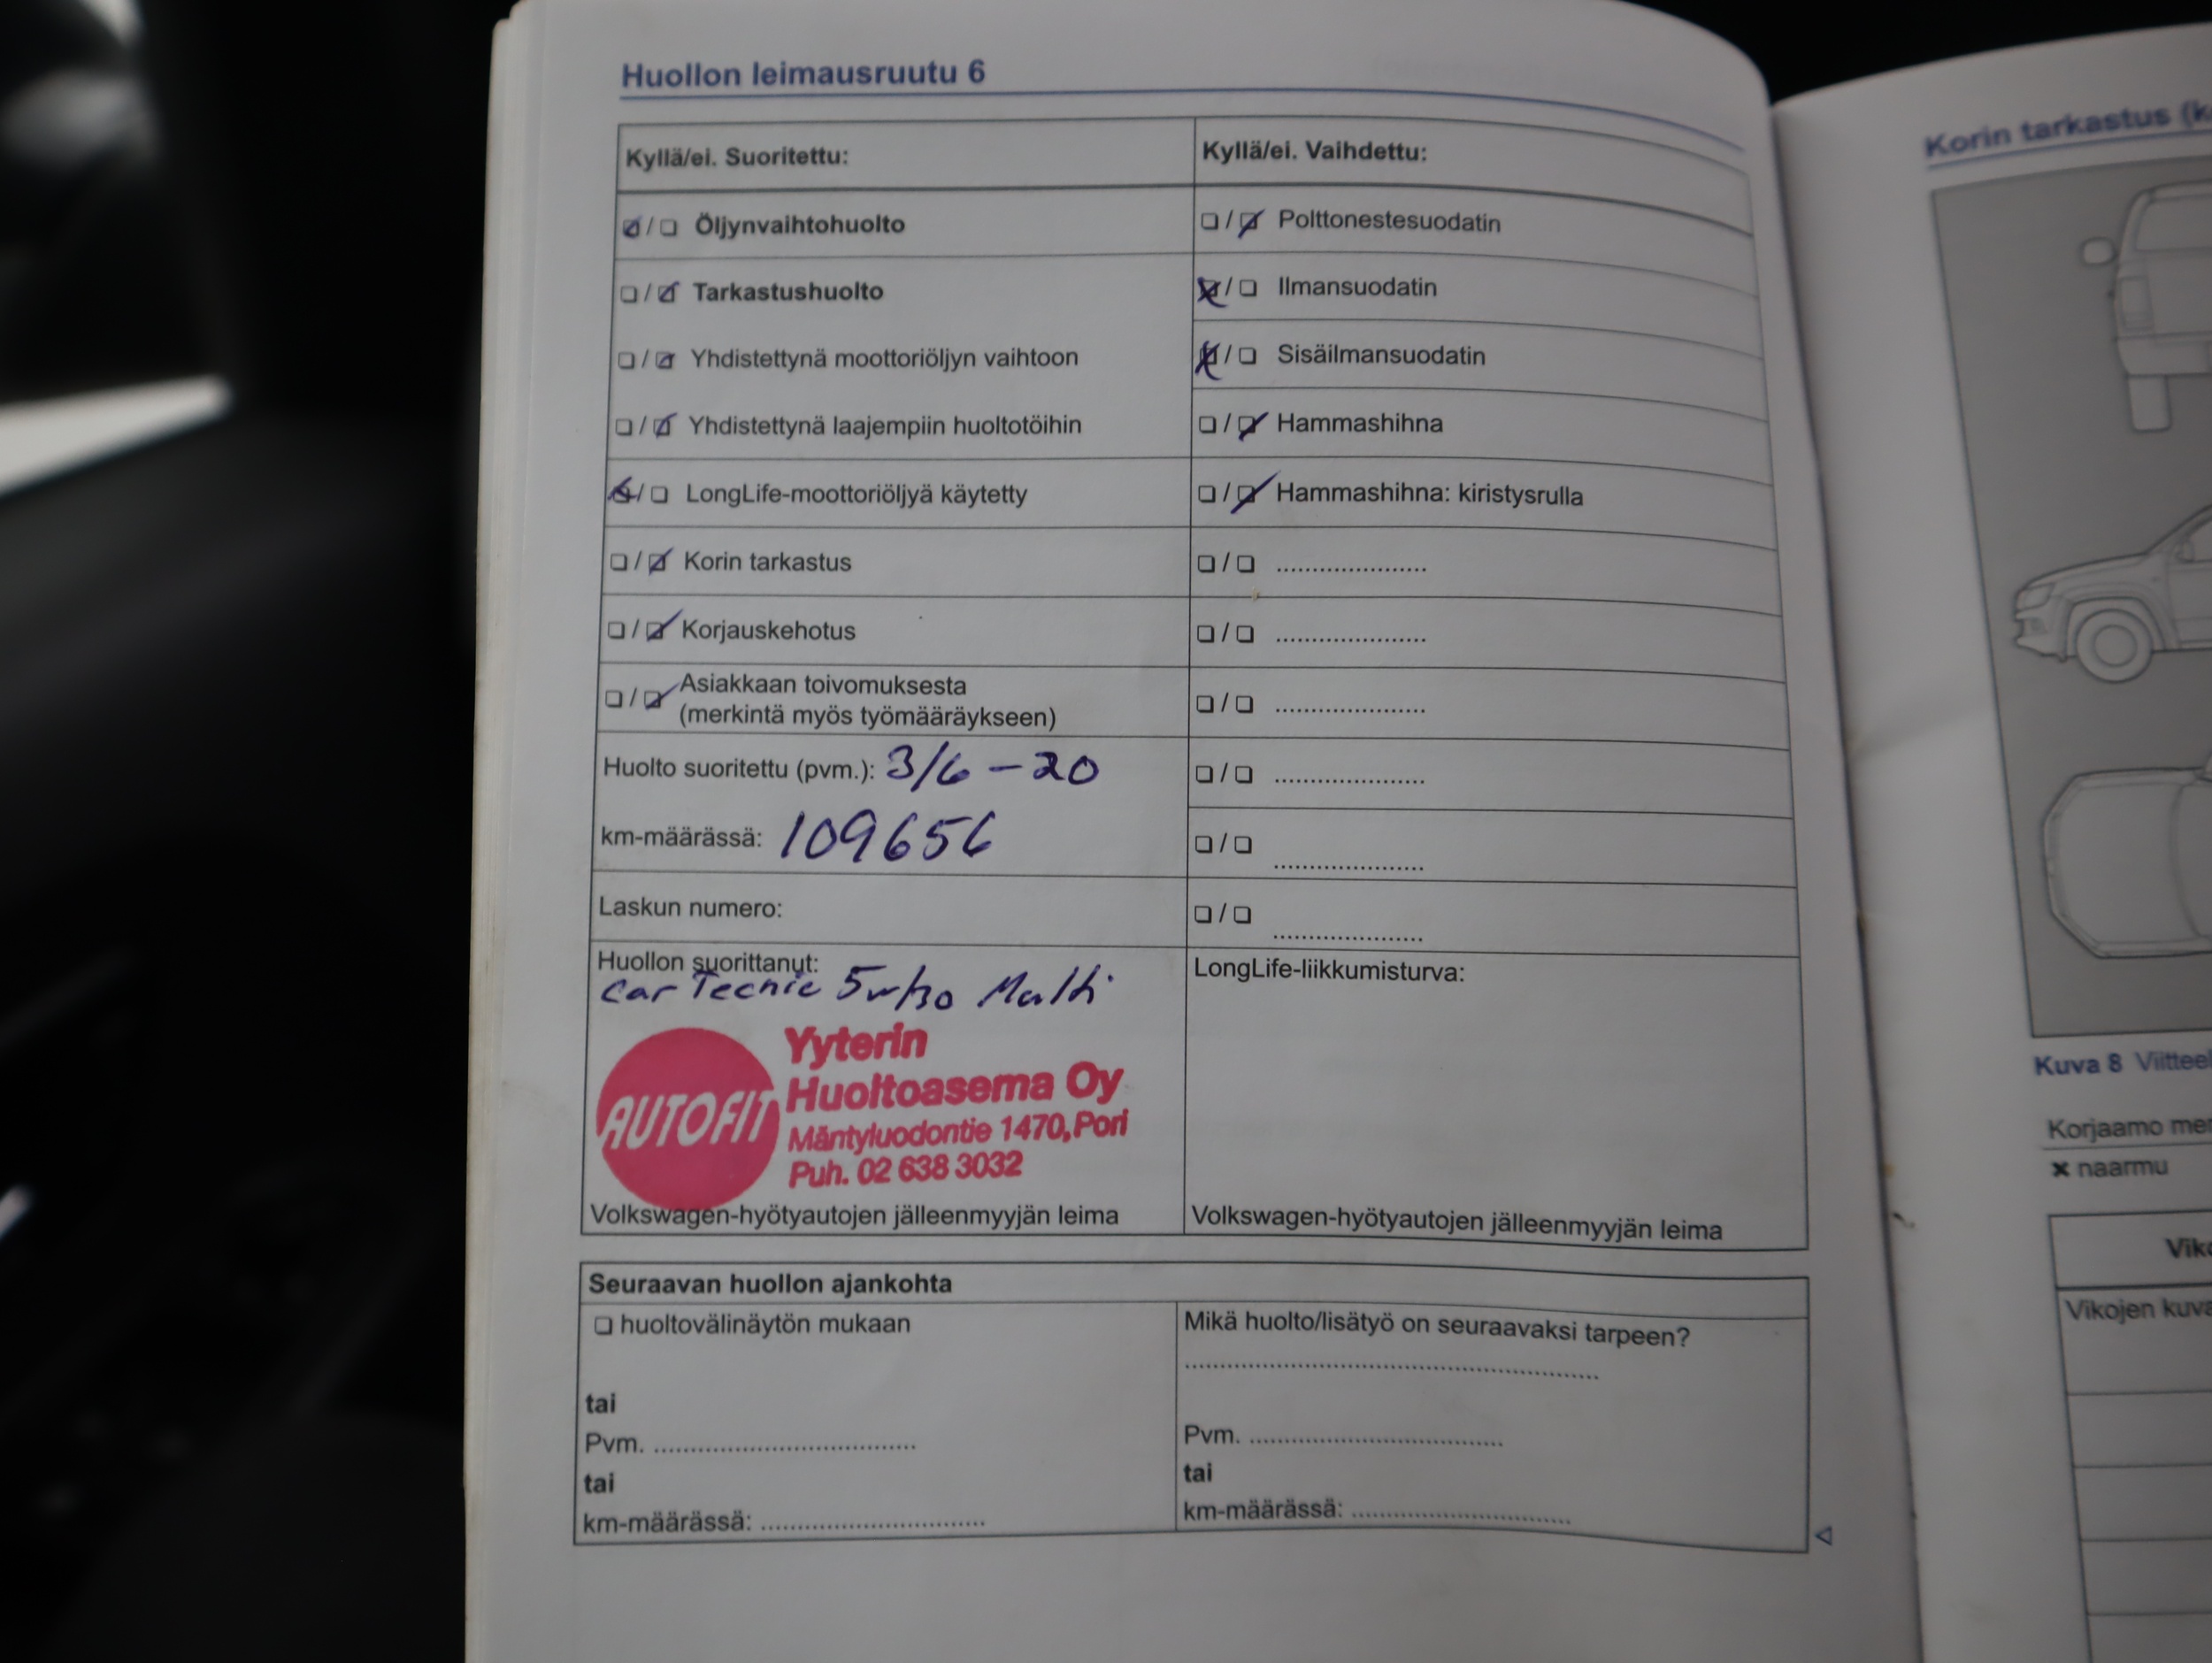 Huollon leimausruutu 6
Kyllä/ei. Suoritettu:
Kyllä/ei. Vaihdettu:
Öljynvaihtohuolto
Polttonestesuodatin
Tarkastushuolto
Ilmansuodatin
Yhdistettynä moottoriöljyn vaihtoon
Sisäilmansuodatin
Yhdistettynä laajempiin huoltotöihin
Hammashihna
LongLife-moottoriöljyä käytetty
Hammashihna: kiristysrulla
Korin tarkastus
Korjauskehotus
Asiakkaan toivomuksesta
(merkintä myös työmääräykseen)
Huolto suoritettu (pvm.): 3/6 - 20
km-määrässä: 109656
Laskun numero:
Huollon suorittanut:
Car Tecnic 5w/30 Malti
AUTOFIT
Yyterin
Huoltoasema Oy
Mäntyluodontie 1470, Pori
Puh. 02 638 3032
Volkswagen-hyötyautojen jälleenmyyjän leima
LongLife-liikkumisturva:
Volkswagen-hyötyautojen jälleenmyyjän leima
Seuraavan huollon ajankohta
huoltovälinäytön mukaan
tai
Pvm.
tai
km-määrässä:
Mikä huolto/lisätyö on seuraavaksi tarpeen?
Pvm.
tai
km-määrässä:
Korin tarkastus
Kuva 8
Korjaamo
x naarmu
Vikojen